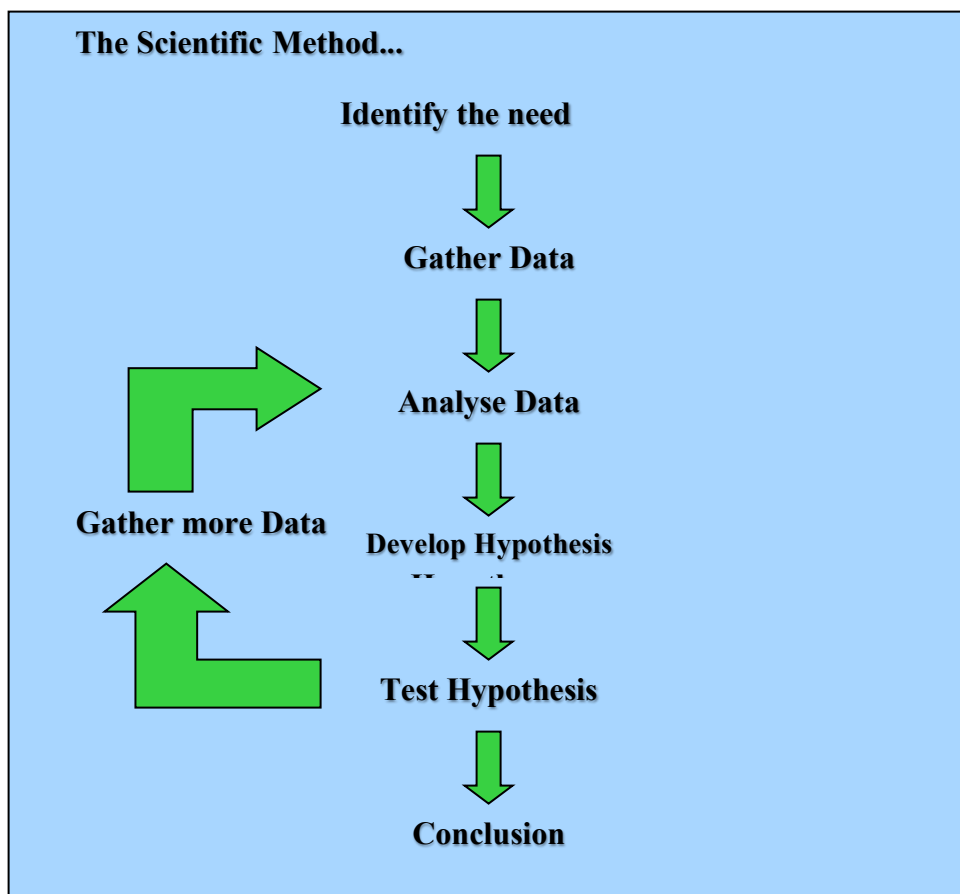 The Scientific Method...
Identify the need
Gather Data
Analyse Data
Gather more Data
Develop Hypothesis
Test Hypothesis
Conclusion